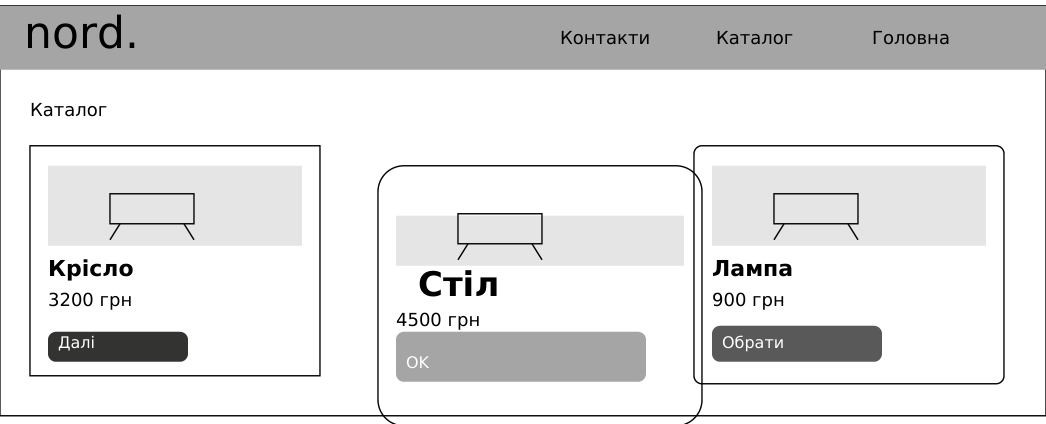 nord.
Контакти Каталог Головна
Каталог
Крісло
3200 грн
Далі
Стіл
4500 грн
OK
Лампа
900 грн
Обрати